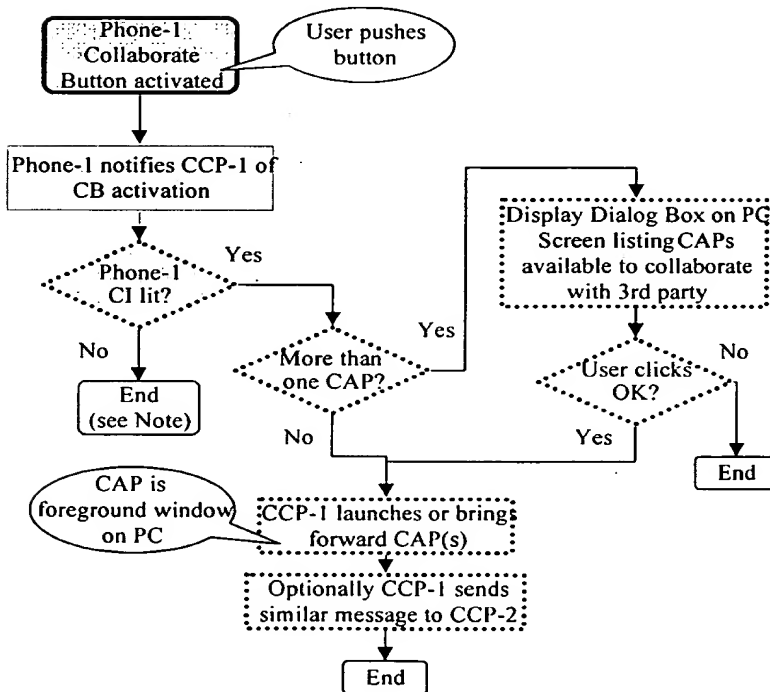 Phone-1
Collaborate
Button activated
User pushes
button
Phone-1 notifies CCP-1 of
CB activation
Phone-1
CI lit?
Yes
No
End
(see Note)
More than
one CAP?
Yes
No
Display Dialog Box on PC
Screen listing CAPs
available to collaborate
with 3rd party
User clicks
OK?
No
Yes
End
CAP is
foreground window
on PC
CCP-1 launches or brings
forward CAP(s)
Optionally CCP-1 sends
similar message to CCP-2
End